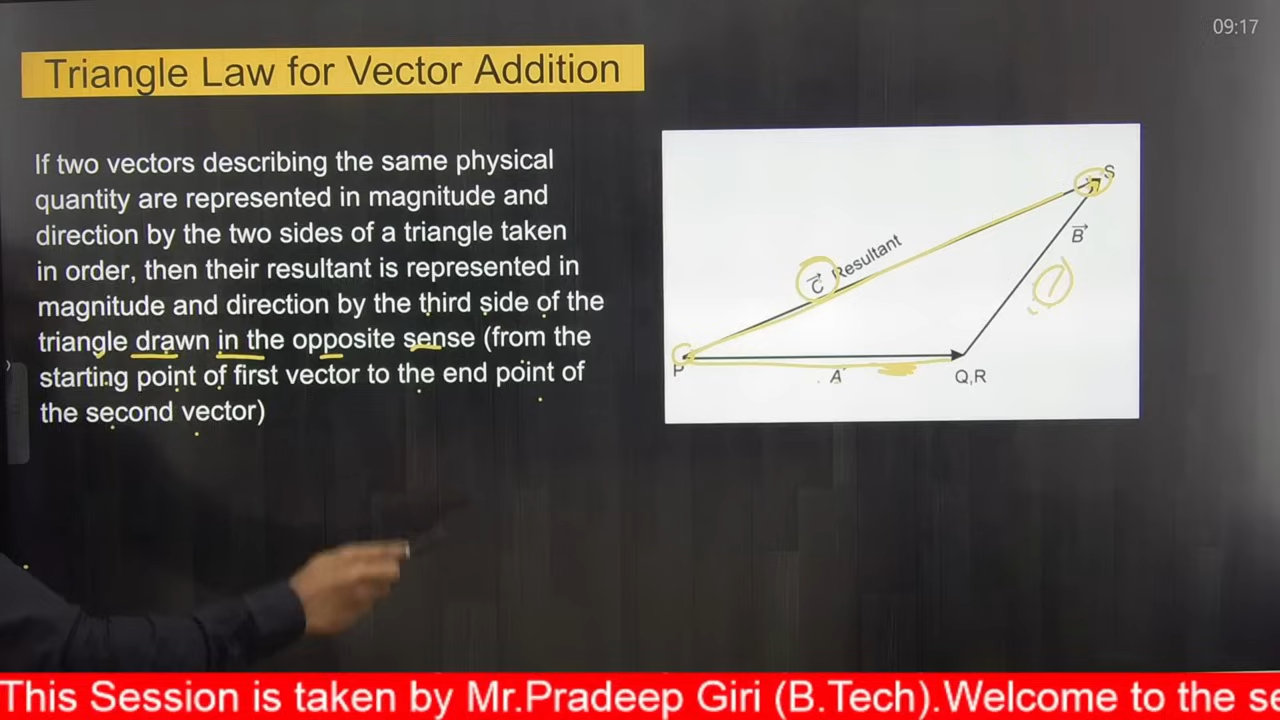 09:17
Triangle Law for Vector Addition
If two vectors describing the same physical
quantity are represented in magnitude and
direction by the two sides of a triangle taken
in order, then their resultant is represented in
magnitude and direction by the third side of the
triangle drawn in the opposite sense (from the
starting point of first vector to the end point of
the second vector)
S
B
C Resultant
P
A
Q,R
This Session is taken by Mr.Pradeep Giri (B.Tech).Welcome to the se